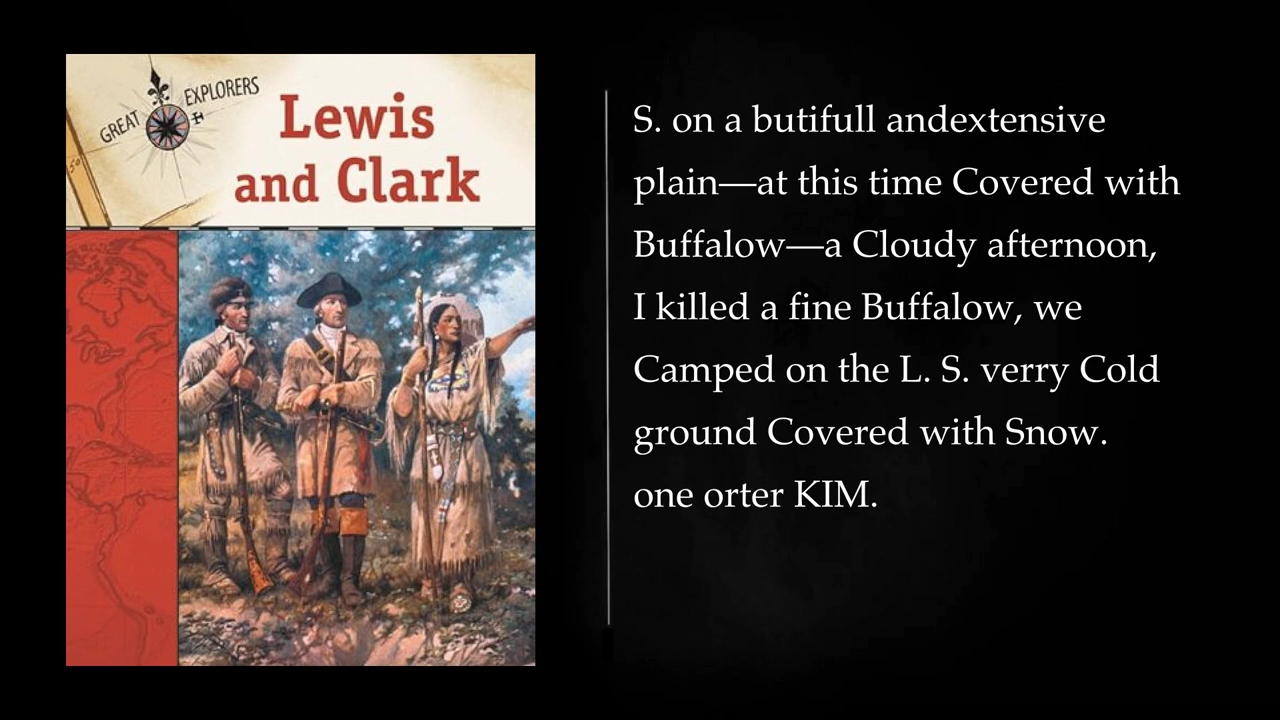 GREAT EXPLORERS
Lewis
and Clark
50
S. on a butifull andextensive
plain—at this time Covered with
Buffalow—a Cloudy afternoon,
I killed a fine Buffalow, we
Camped on the L. S. verry Cold
ground Covered with Snow.
one orter KIM.